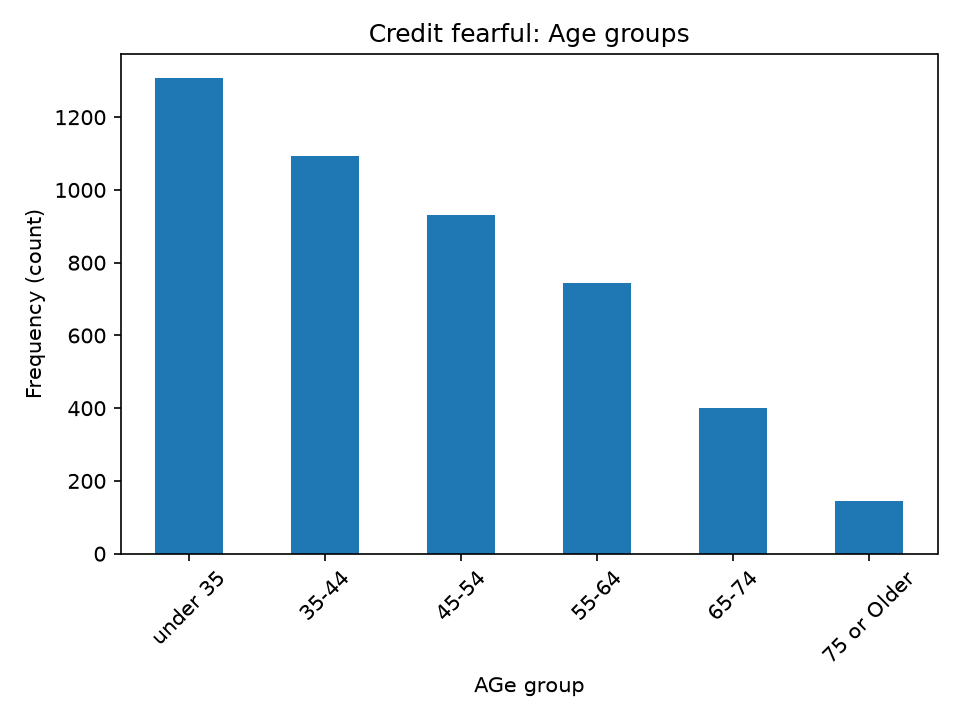 Credit fearful: Age groups
Frequency (count)
1200
1000
800
600
400
200
0
under 35
35-44
45-54
55-64
65-74
75 or Older
AGe group